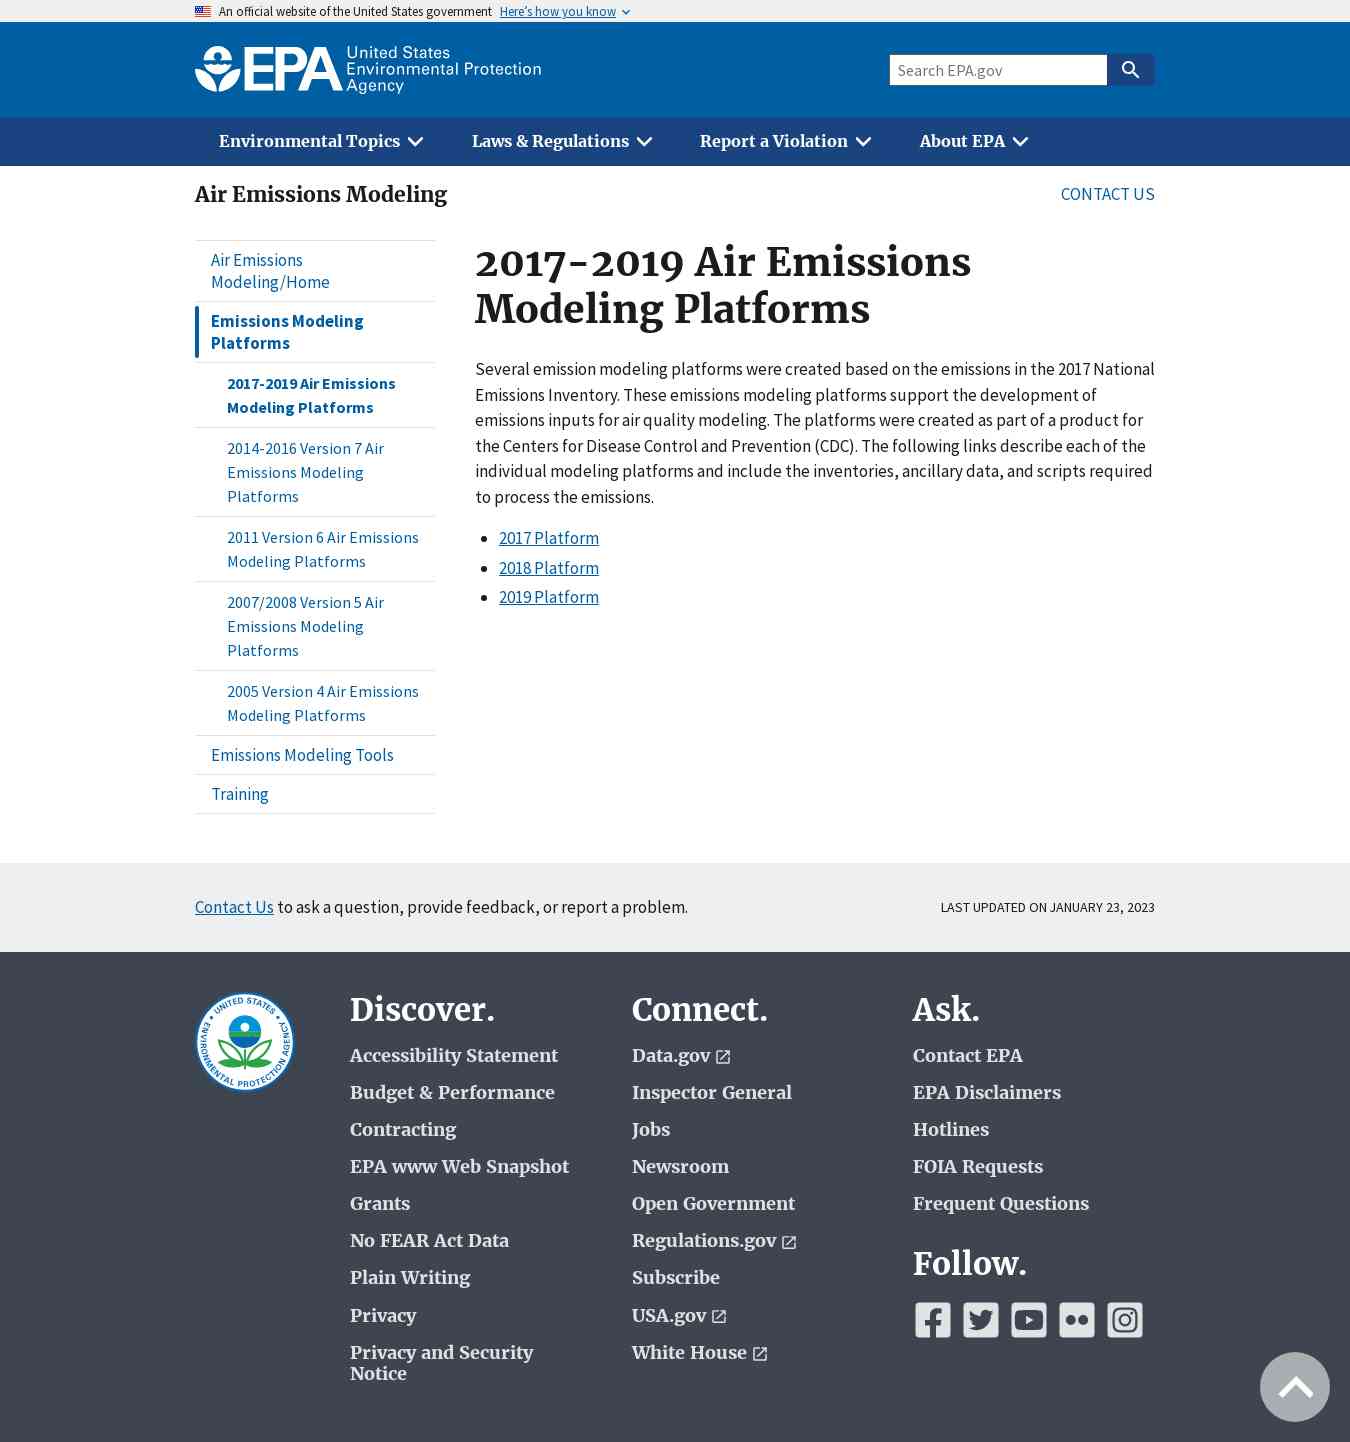 An official website of the United States government Here's how you know
EPA United States
Environmental Protection
Agency
Search EPA.gov
Environmental Topics Laws & Regulations Report a Violation About EPA
Air Emissions Modeling
CONTACT US
Air Emissions
Modeling/Home
Emissions Modeling
Platforms
2017-2019 Air Emissions
Modeling Platforms
2014-2016 Version 7 Air
Emissions Modeling
Platforms
2011 Version 6 Air Emissions
Modeling Platforms
2007/2008 Version 5 Air
Emissions Modeling
Platforms
2005 Version 4 Air Emissions
Modeling Platforms
Emissions Modeling Tools
Training
2017-2019 Air Emissions
Modeling Platforms
Several emission modeling platforms were created based on the emissions in the 2017 National
Emissions Inventory. These emissions modeling platforms support the development of
emissions inputs for air quality modeling. The platforms were created as part of a product for
the Centers for Disease Control and Prevention (CDC). The following links describe each of the
individual modeling platforms and include the inventories, ancillary data, and scripts required
to process the emissions.
2017 Platform
2018 Platform
2019 Platform
Contact Us to ask a question, provide feedback, or report a problem.
LAST UPDATED ON JANUARY 23, 2023
UNITED STATES
ENVIRONMENTAL PROTECTION AGENCY
Discover.
Accessibility Statement
Budget & Performance
Contracting
EPA www Web Snapshot
Grants
No FEAR Act Data
Plain Writing
Privacy
Privacy and Security
Notice
Connect.
Data.gov
Inspector General
Jobs
Newsroom
Open Government
Regulations.gov
Subscribe
USA.gov
White House
Ask.
Contact EPA
EPA Disclaimers
Hotlines
FOIA Requests
Frequent Questions
Follow.